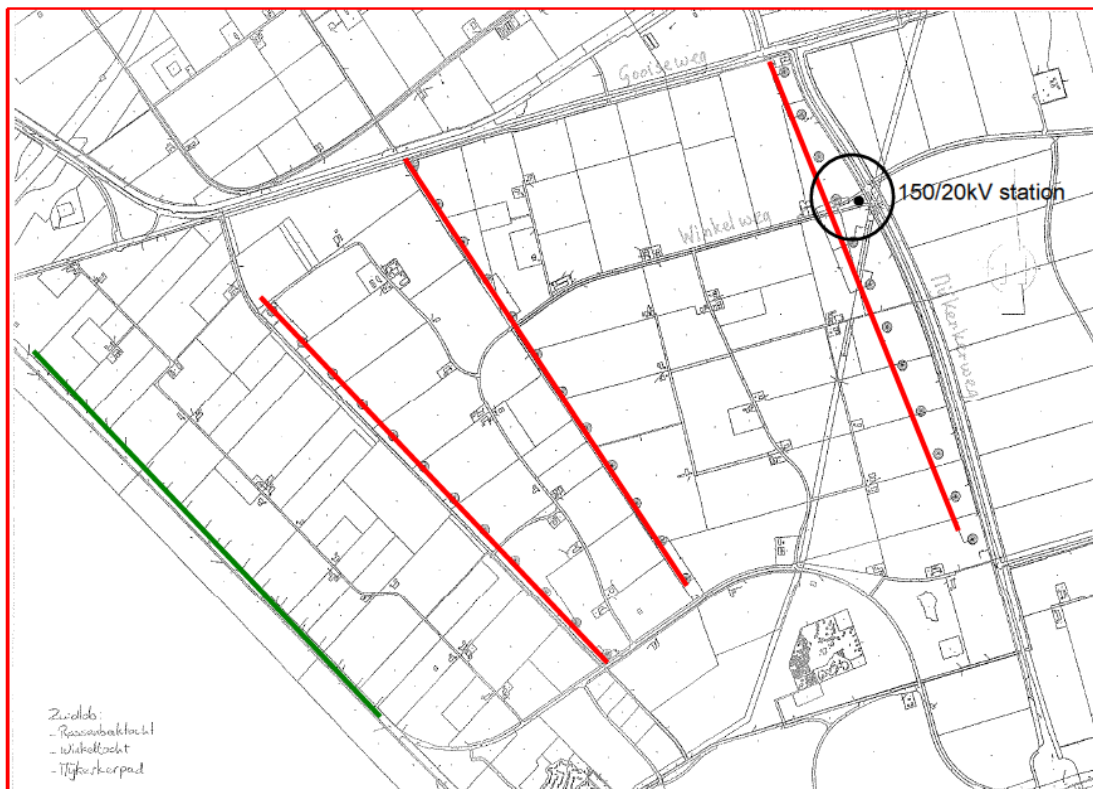 Gooiseweg
150/20kV station
Winkelweg
Nijkerkerweg
Zuidlob:
- Winkeltocht
- Nijkerkerpad